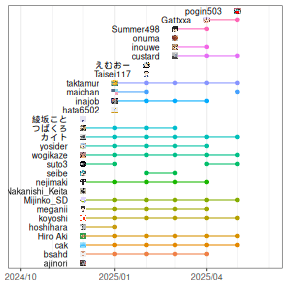 pogin503
Gattxxa
Summer498
onuma
inouwe
custard
えむおー
Taisei117
taktamur
maichan
inajob
hata6502
綾坂こと
つぱくろ
カイト
yosider
wogikaze
suto3
seibe
nejimaki
Nakanishi_Keita
Mijinko_SD
meganii
koyoshi
hoshihara
Hiro Aki
cak
bsahd
ajinori
2024/10 2025/01 2025/04